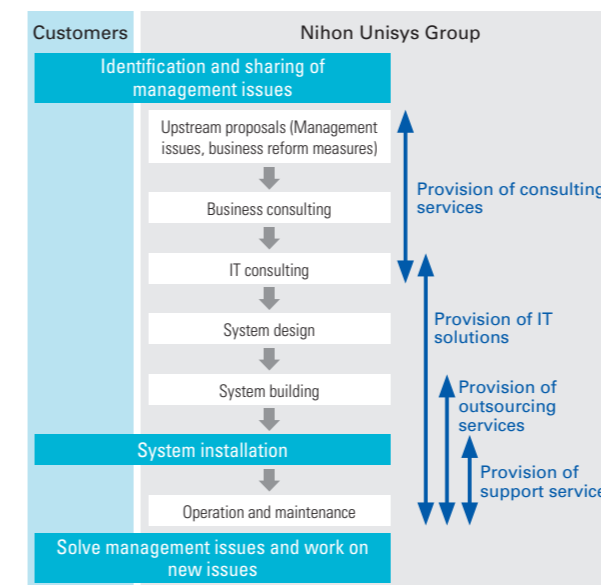 Customers
Nihon Unisys Group
Identification and sharing of
management issues
Upstream proposals (Management
issues, business reform measures)
Business consulting
Provision of consulting
services
IT consulting
System design
Provision of IT
solutions
System building
Provision of
outsourcing
services
System installation
Provision of
support service
Operation and maintenance
Solve management issues and work on
new issues